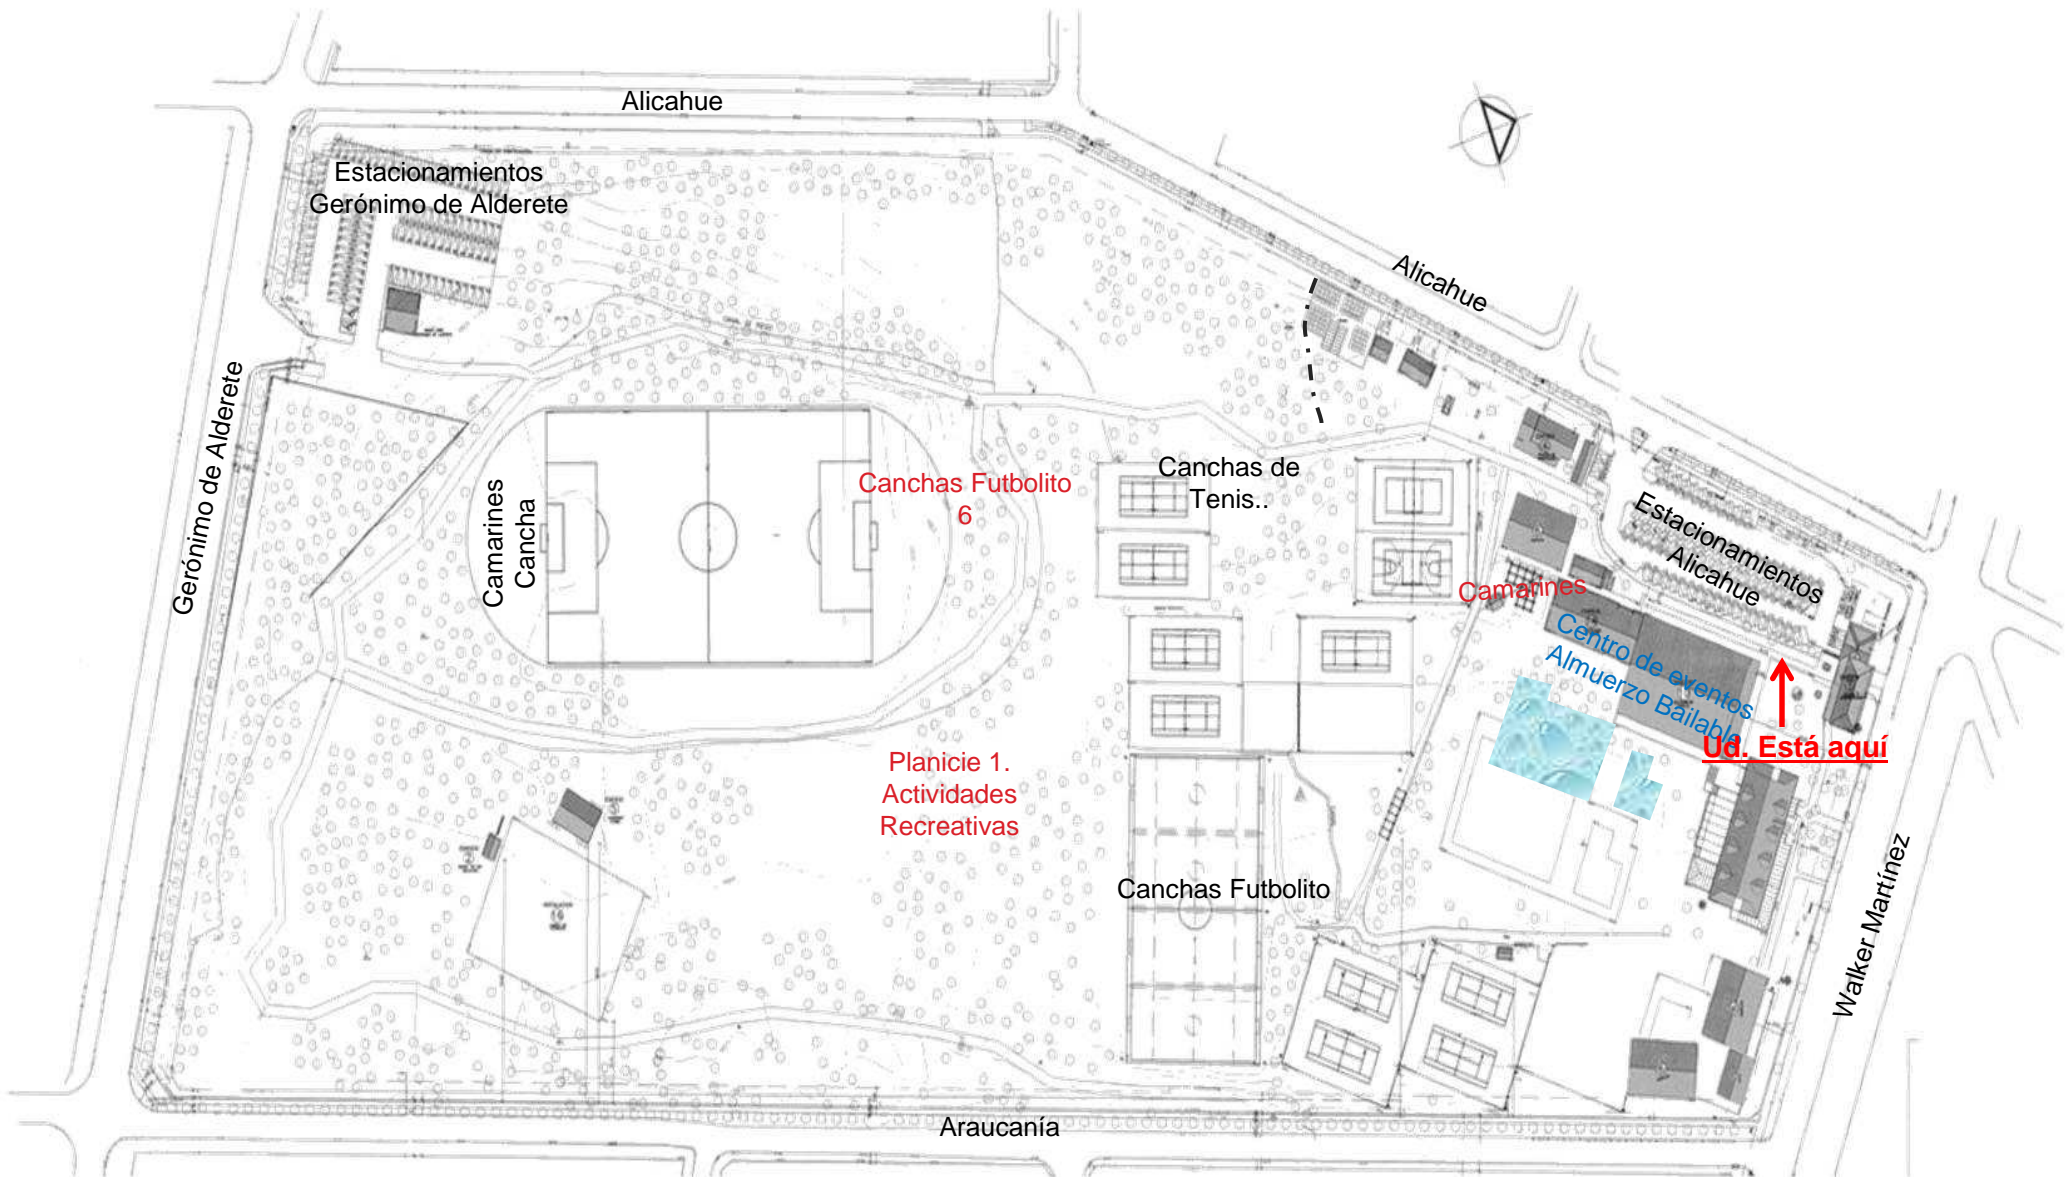 Alicahue
Estacionamientos
Gerónimo de Alderete
Alicahue
Gerónimo de Alderete
Camarines
Cancha
Canchas Futbolito
6
Canchas de
Tenis..
Estacionamientos
Alicahue
Camarines
Centro de eventos
Almuerzo Bailable
Ud. Está aquí
Planicie 1.
Actividades
Recreativas
Canchas Futbolito
Walker Martínez
Araucanía